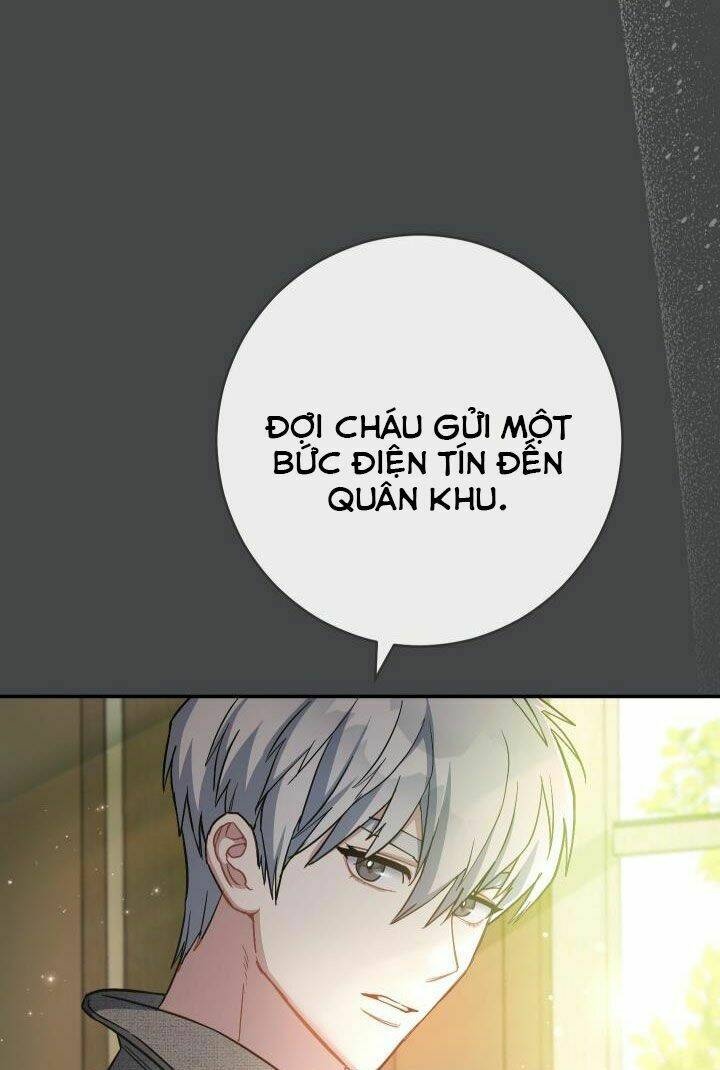 ĐỢI CHÁU GỬI MỘT
BỨC ĐIỆN TÍN ĐẾN
QUÂN KHU.